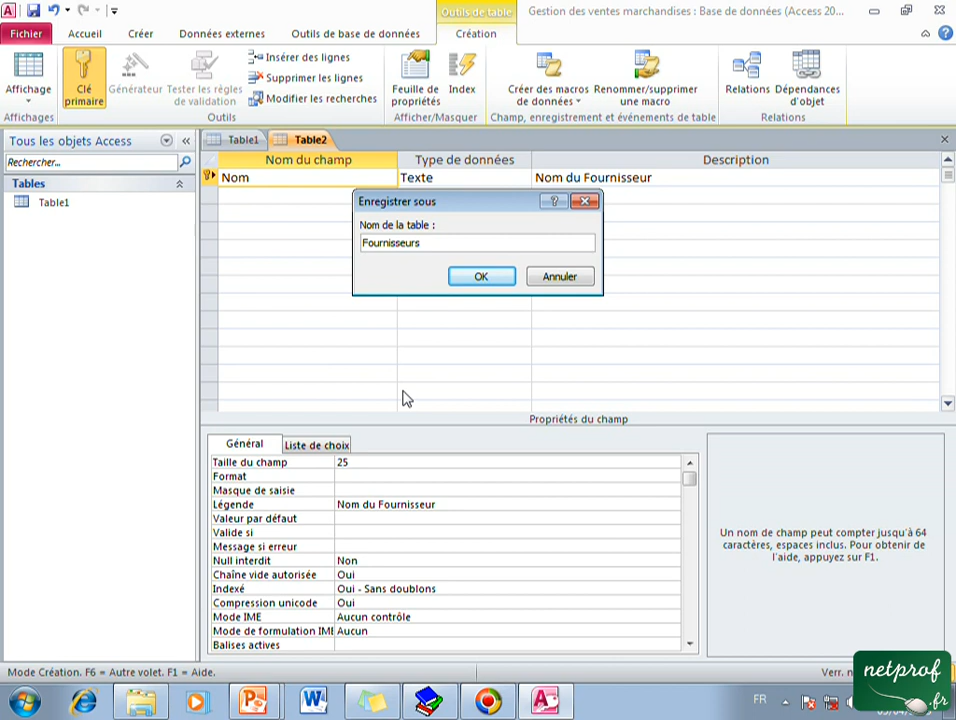 Outils de table
Gestion des ventes marchandises : Base de données (Access 20...
Fichier
Accueil
Créer
Données externes
Outils de base de données
Création
Affichage
Clé
primaire
Générateur
Tester les règles
de validation
Insérer des lignes
Supprimer les lignes
Modifier les recherches
Feuille de
propriétés
Index
Créer des macros
de données
Renommer/supprimer
une macro
Relations
Dépendances
d'objet
Affichages
Outils
Afficher/Masquer
Champ, enregistrement et événements de table
Relations
Tous les objets Access
Rechercher...
Tables
Table1
Table1
Table2
Nom du champ
Type de données
Description
Nom
Texte
Nom du Fournisseur
Enregistrer sous
Nom de la table :
Fournisseurs
OK
Annuler
Propriétés du champ
Général
Liste de choix
Taille du champ 25
Format
Masque de saisie
Légende Nom du Fournisseur
Valeur par défaut
Valide si
Message si erreur
Null interdit Non
Chaîne vide autorisée Oui
Indexé Oui - Sans doublons
Compression unicode Oui
Mode IME Aucun contrôle
Mode de formulation IME Aucun
Balises actives
Un nom de champ peut compter jusqu'à 64
caractères, espaces inclus. Pour obtenir de
l'aide, appuyez sur F1.
Mode Création. F6 = Autre volet. F1 = Aide.
Verr. n
FR
netprof
.fr